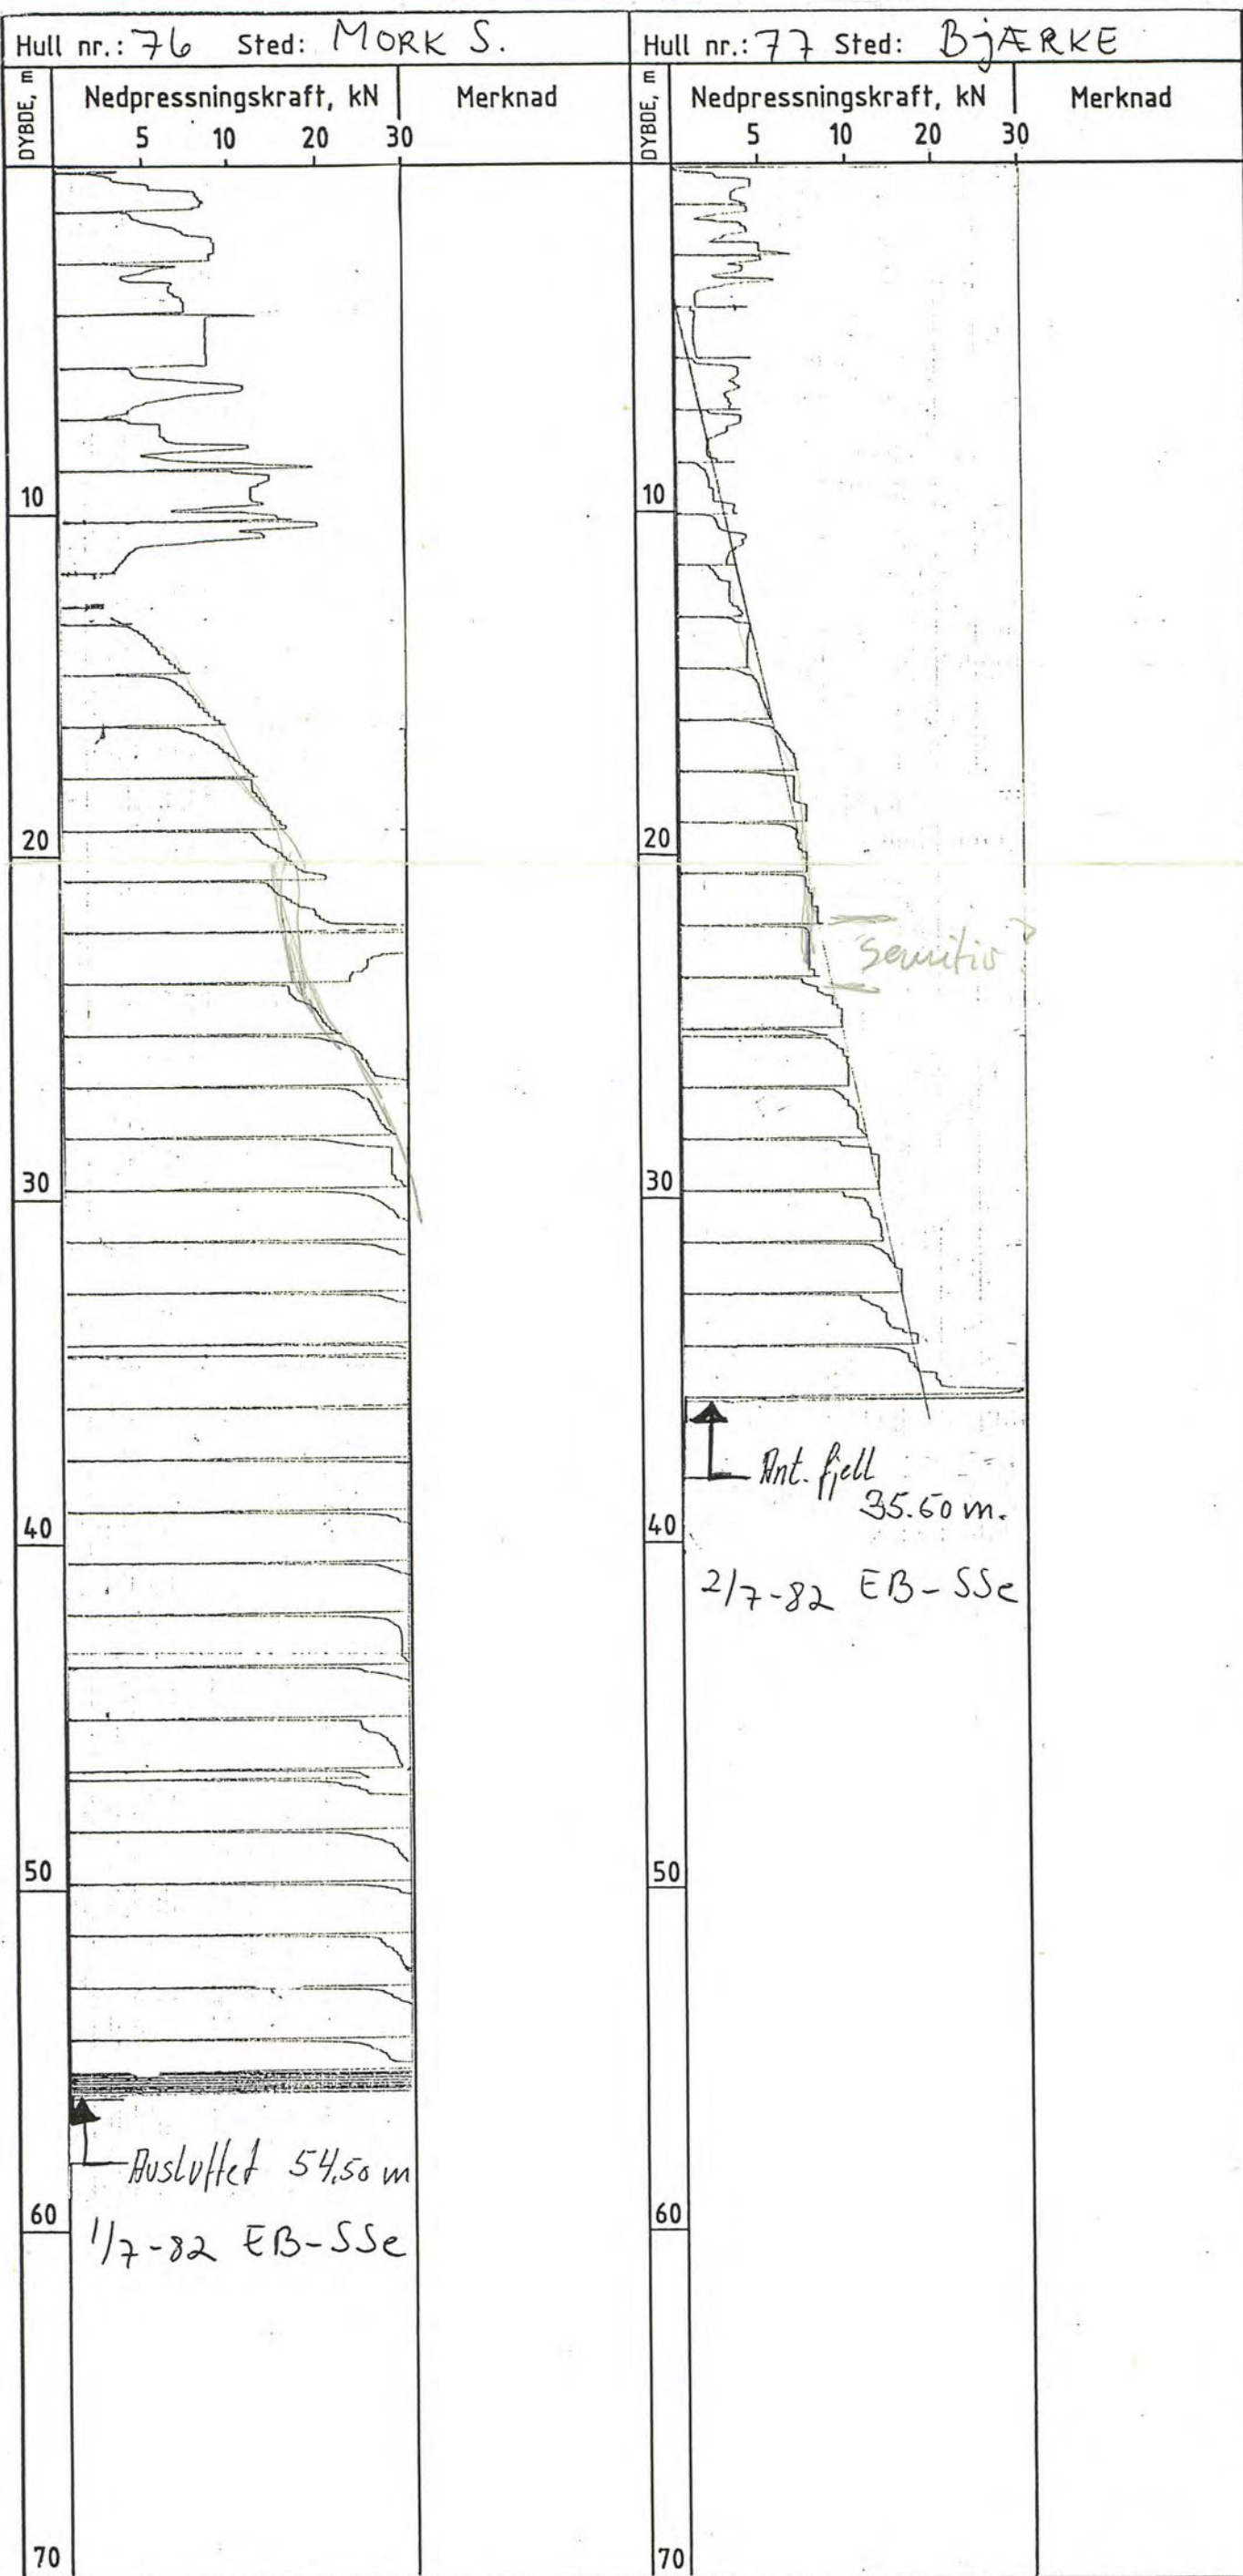 Hull nr.: 76 Sted: MORK S.
DYBDE, m
Nedpressningskraft, kN
Merknad
5 10 20 30
10
20
30
40
50
Avsluttet 54,50 m
60
1/7-82 EB-SSe
70
Hull nr.: 77 Sted: BjÆRKE
DYBDE, m
Nedpressningskraft, kN
Merknad
5 10 20 30
10
20
Sensitiv ?
30
Ant. fjell
35.60 m.
40
2/7-82 EB-SSe
50
60
70